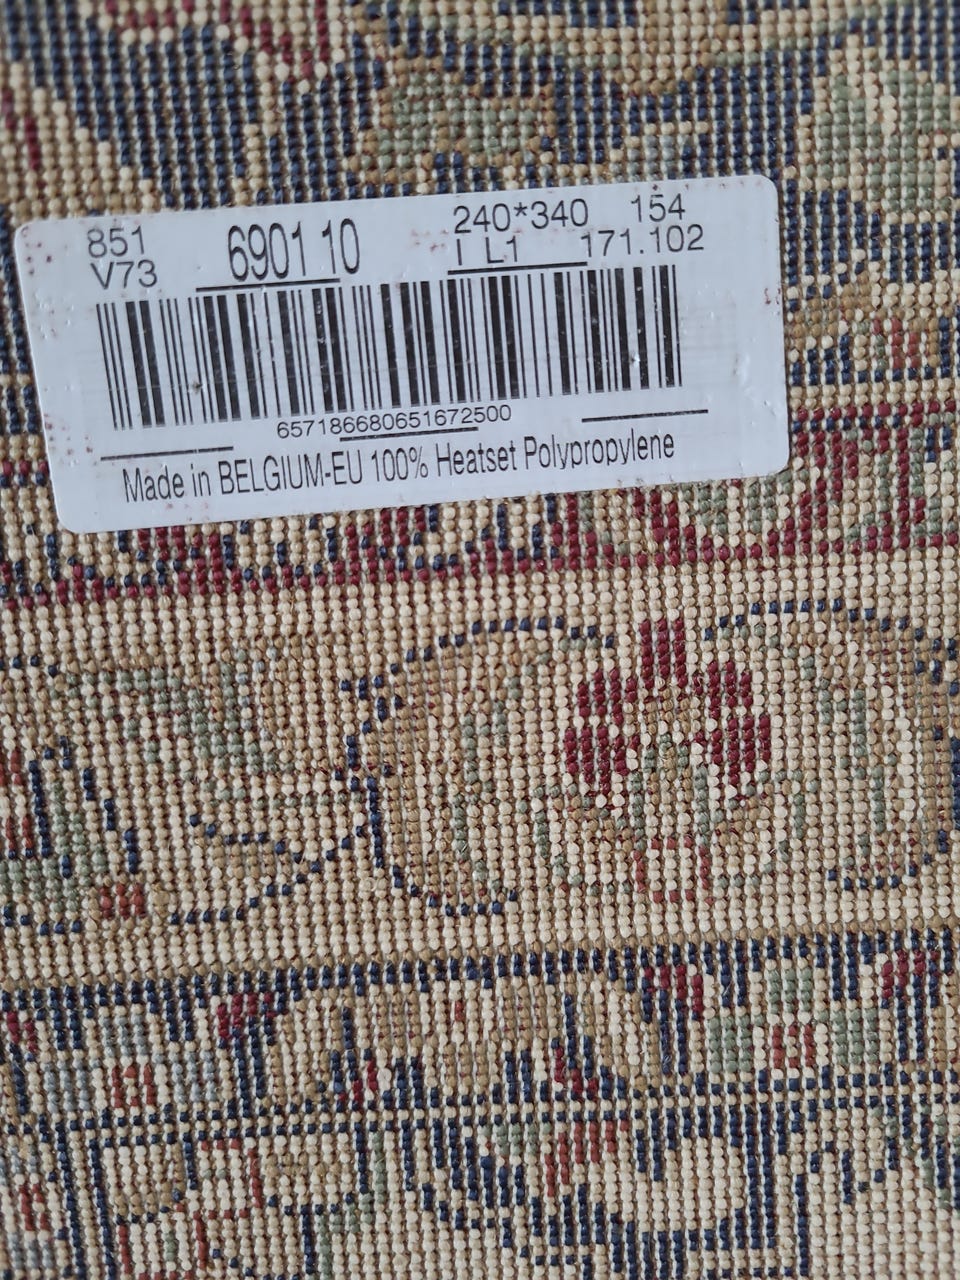 851 6901 10 240*340 154
V73 I L1 171.102
657186680651672500
Made in BELGIUM-EU 100% Heatset Polypropylene